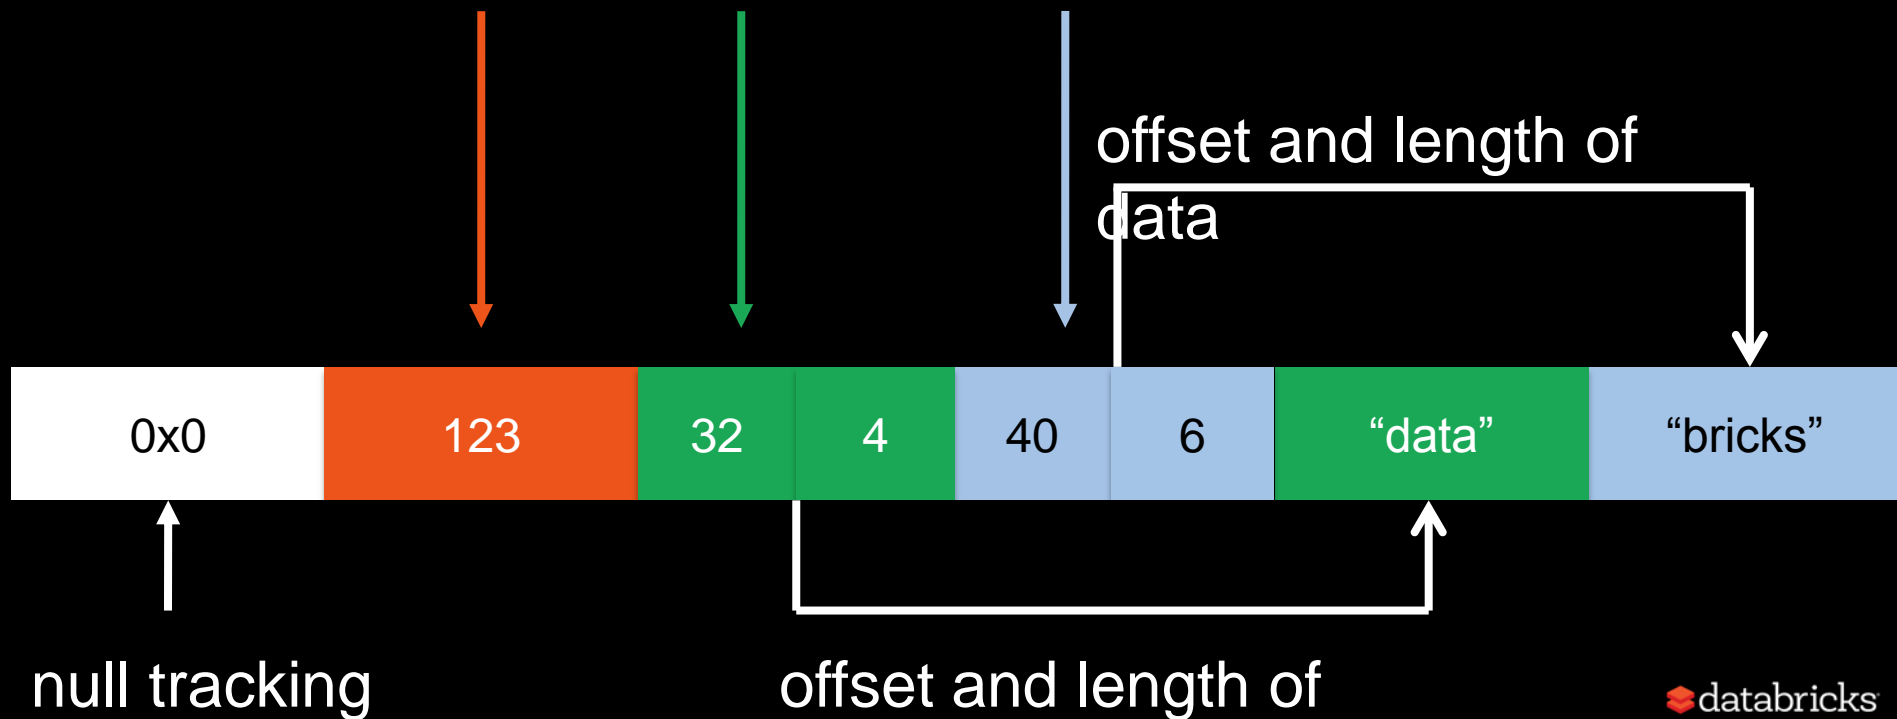 offset and length of
data
0x0 123 32 4 40 6 “data” “bricks”
null tracking
offset and length of
databricks